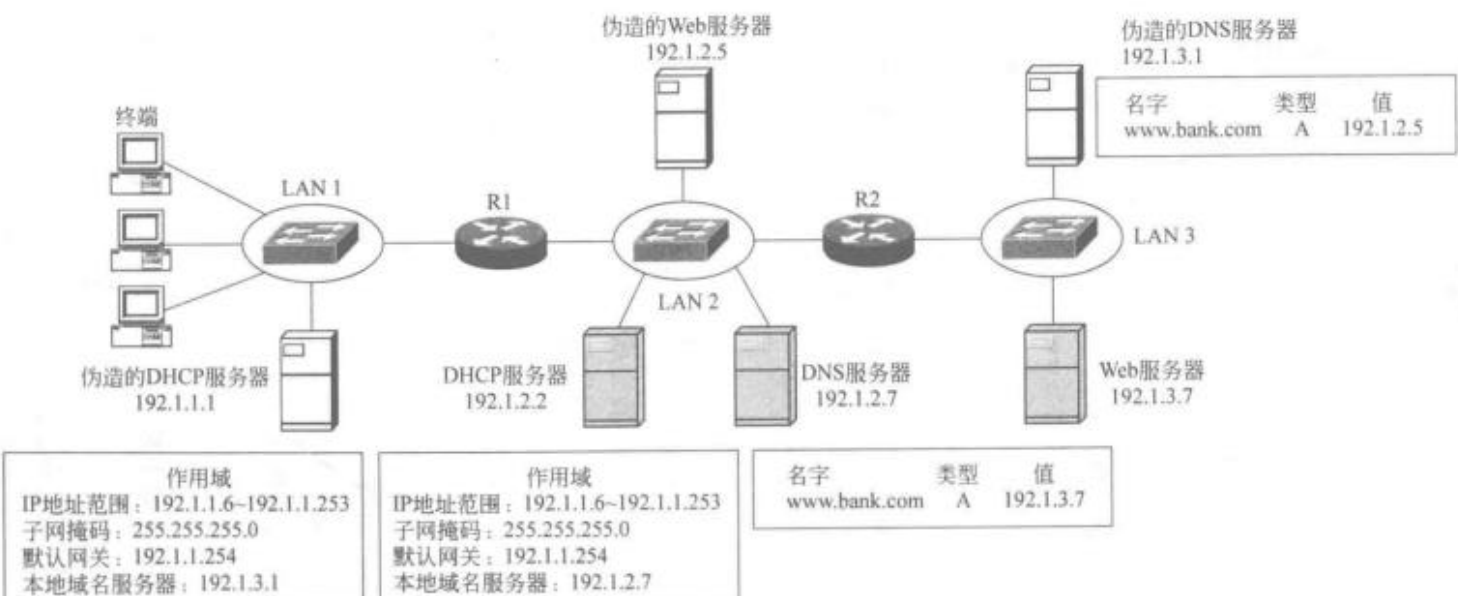 伪造的Web服务器
192.1.2.5
伪造的DNS服务器
192.1.3.1
名字 类型 值
www.bank.com A 192.1.2.5
终端
LAN 1
R1
R2
LAN 3
LAN 2
伪造的DHCP服务器
192.1.1.1
DHCP服务器
192.1.2.2
DNS服务器
192.1.2.7
Web服务器
192.1.3.7
作用域
IP地址范围：192.1.1.6~192.1.1.253
子网掩码：255.255.255.0
默认网关：192.1.1.254
本地域名服务器：192.1.3.1
作用域
IP地址范围：192.1.1.6~192.1.1.253
子网掩码：255.255.255.0
默认网关：192.1.1.254
本地域名服务器：192.1.2.7
名字 类型 值
www.bank.com A 192.1.3.7